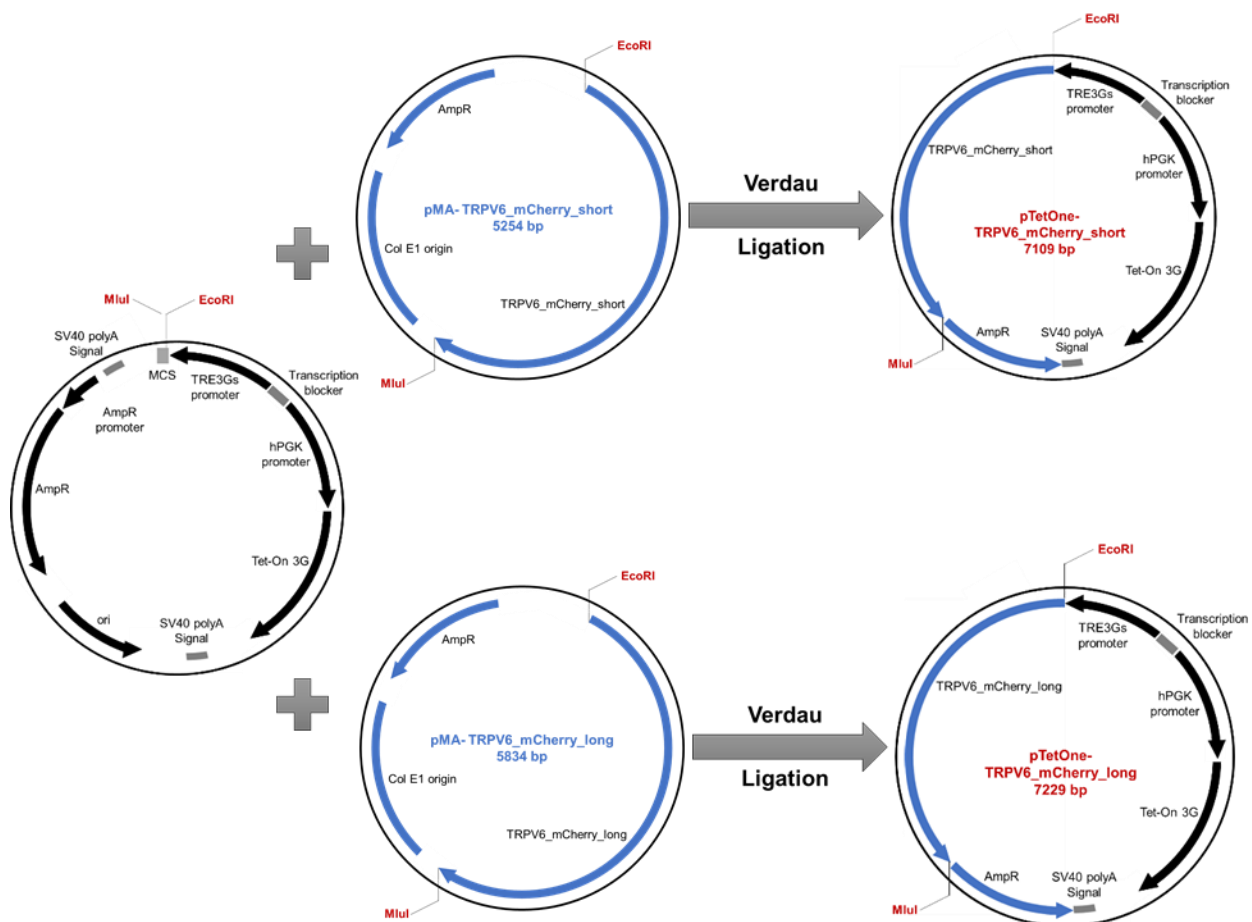 EcoRI
AmpR
pMA- TRPV6_mCherry_short
5254 bp
Col E1 origin
TRPV6_mCherry_short
MluI
Verdau
Ligation
EcoRI
TRE3Gs
promoter
Transcription
blocker
TRPV6_mCherry_short
hPGK
promoter
pTetOne-
TRPV6_mCherry_short
7109 bp
Tet-On 3G
AmpR
SV40 polyA
Signal
MluI
MluI
EcoRI
SV40 polyA
Signal
MCS
TRE3Gs
promoter
Transcription
blocker
AmpR
promoter
hPGK
promoter
AmpR
Tet-On 3G
ori
SV40 polyA
Signal
EcoRI
AmpR
pMA- TRPV6_mCherry_long
5834 bp
Col E1 origin
TRPV6_mCherry_long
MluI
Verdau
Ligation
EcoRI
TRE3Gs
promoter
Transcription
blocker
TRPV6_mCherry_long
hPGK
promoter
pTetOne-
TRPV6_mCherry_long
7229 bp
Tet-On 3G
AmpR
SV40 polyA
Signal
MluI